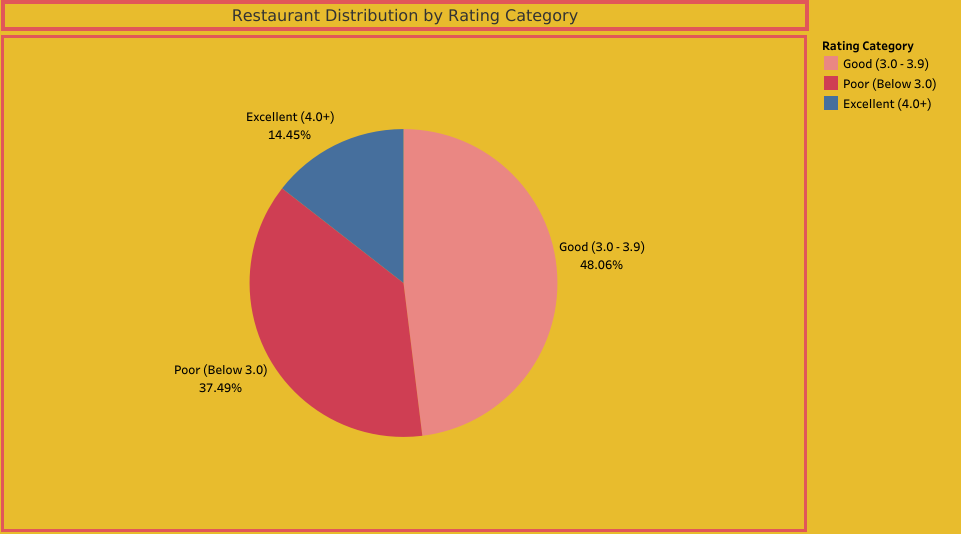 Restaurant Distribution by Rating Category
Rating Category
Good (3.0 - 3.9)
Poor (Below 3.0)
Excellent (4.0+)
Excellent (4.0+)
14.45%
Good (3.0 - 3.9)
48.06%
Poor (Below 3.0)
37.49%